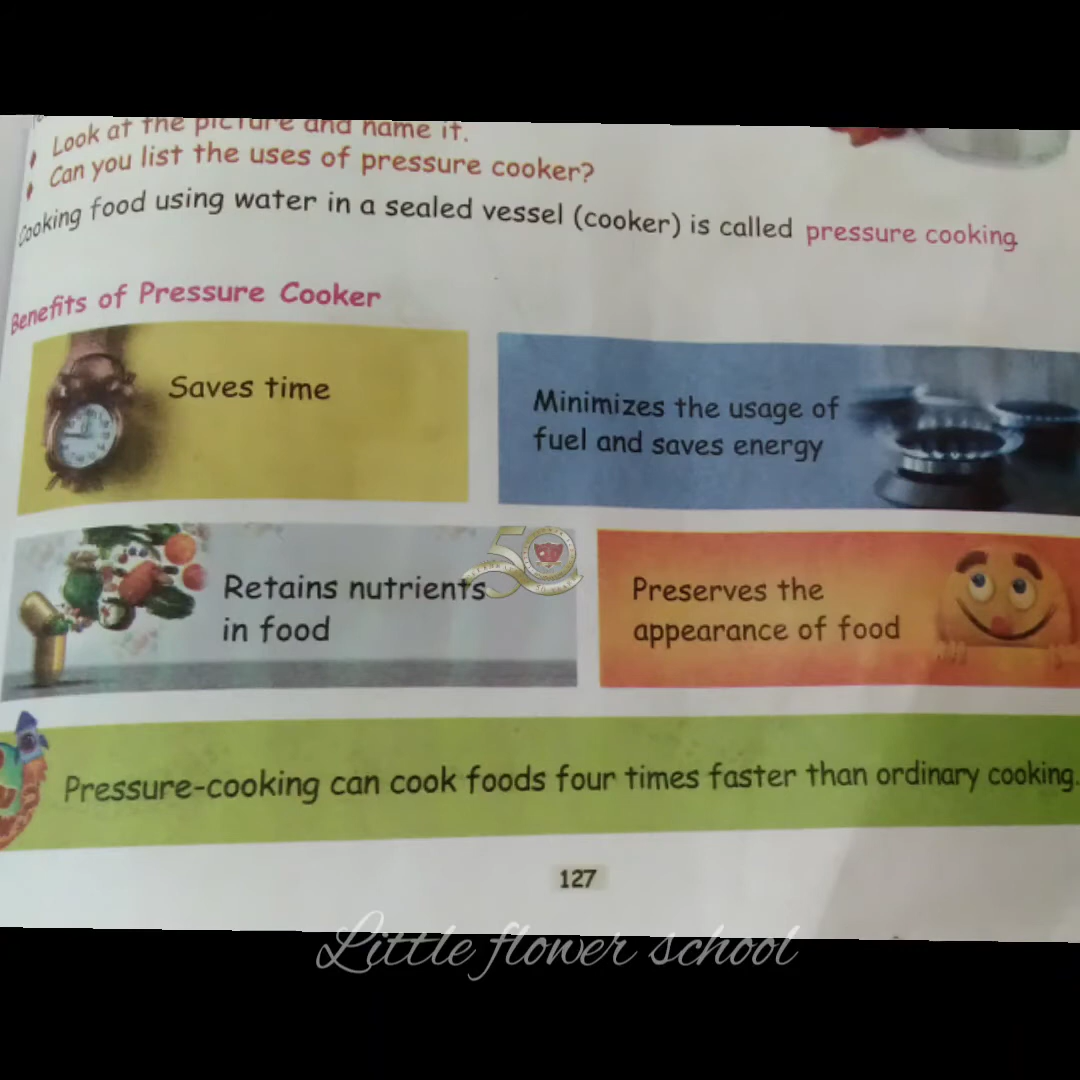 Look at the picture and name it.
Can you list the uses of pressure cooker?
Cooking food using water in a sealed vessel (cooker) is called pressure cooking
Benefits of Pressure Cooker
Saves time
Minimizes the usage of
fuel and saves energy
Retains nutrients
in food
50
Preserves the
appearance of food
Pressure-cooking can cook foods four times faster than ordinary cooking.
127
Little flower school